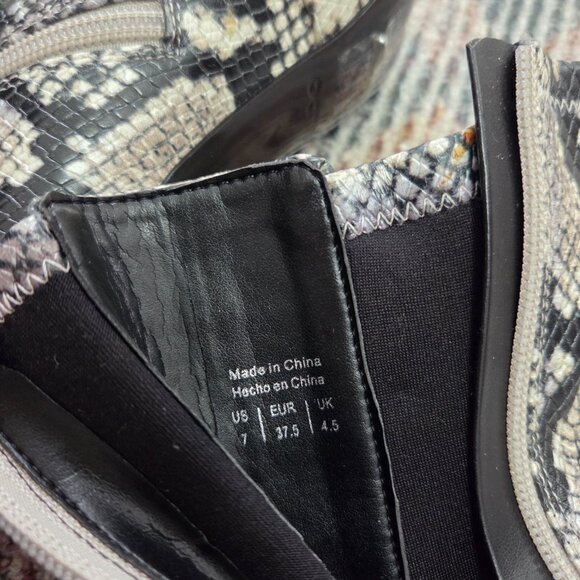 Made in China
Hecho en China
US | EUR | UK
7 | 37.5 | 4.5